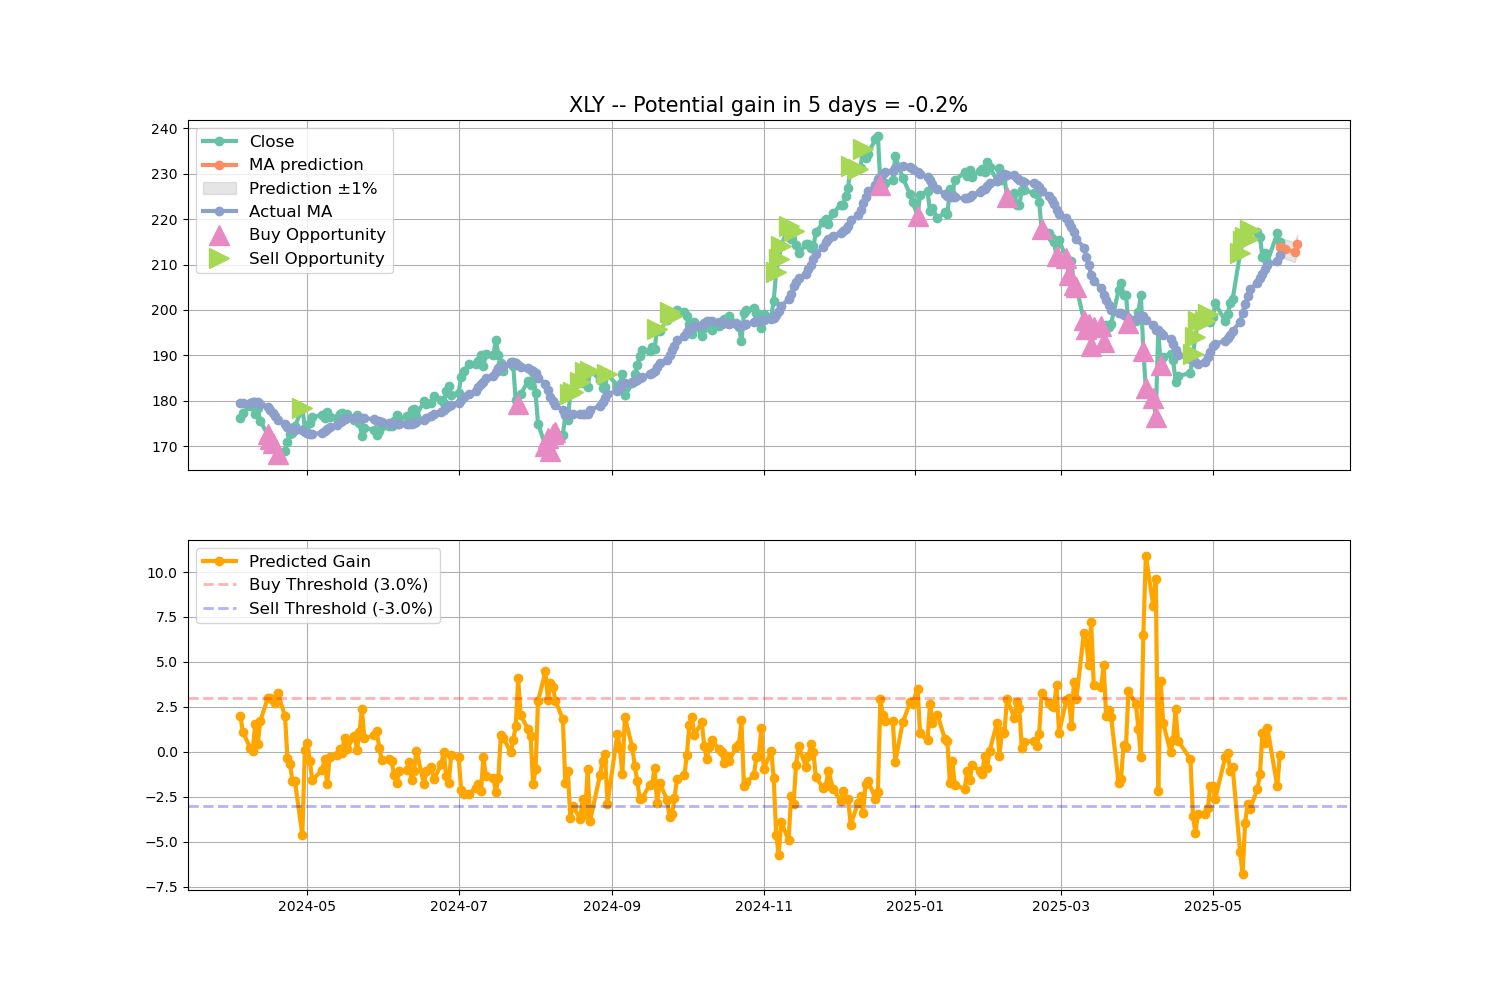 XLY -- Potential gain in 5 days = -0.2%
240
230
220
210
200
190
180
170
Close
MA prediction
Prediction ±1%
Actual MA
Buy Opportunity
Sell Opportunity
10.0
7.5
5.0
2.5
0.0
−2.5
−5.0
−7.5
Predicted Gain
Buy Threshold (3.0%)
Sell Threshold (-3.0%)
2024-05
2024-07
2024-09
2024-11
2025-01
2025-03
2025-05